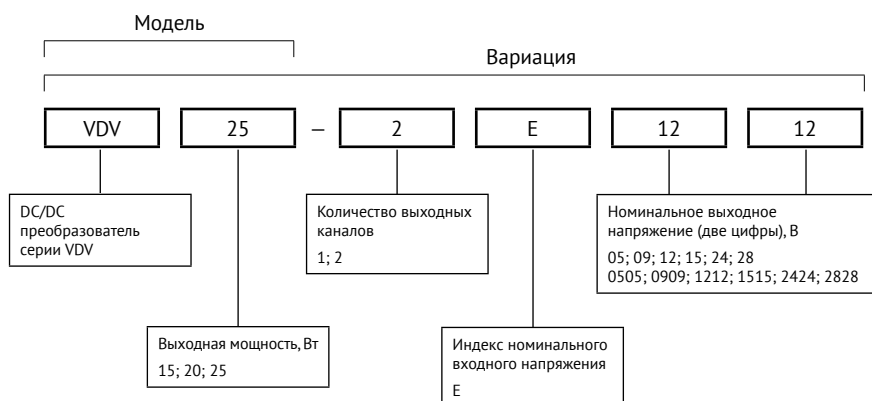 Модель
Вариация
VDV 25 – 2 E 12 12
DC/DC
преобразователь
серии VDV
Количество выходных
каналов
1; 2
Номинальное выходное
напряжение (две цифры), В
05; 09; 12; 15; 24; 28
0505; 0909; 1212; 1515; 2424; 2828
Выходная мощность, Вт
15; 20; 25
Индекс номинального
входного напряжения
E